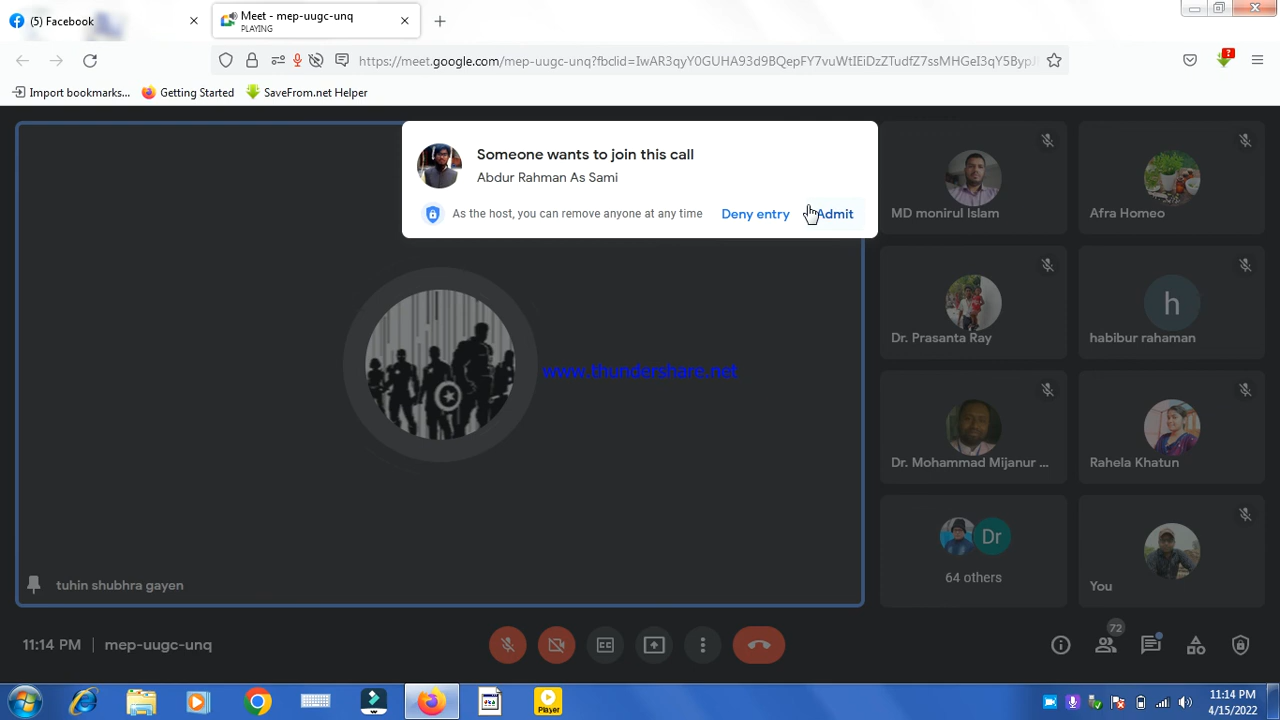 (5) Facebook
Meet - mep-uugc-unq
PLAYING
https://meet.google.com/mep-uugc-unq?fbclid=IwAR3qyY0GUHA93d9BQepFY7vuWtIEiDzZTudfZ7ssMHGeI3qY5BypJ
Import bookmarks...
Getting Started
SaveFrom.net Helper
Someone wants to join this call
Abdur Rahman As Sami
As the host, you can remove anyone at any time
Deny entry
Admit
MD monirul Islam
Afra Homeo
Dr. Prasanta Ray
h
habibur rahaman
www.thundershare.net
Dr. Mohammad Mijanur ...
Rahela Khatun
Dr
64 others
You
tuhin shubhra gayen
11:14 PM | mep-uugc-unq
CC
72
Player
11:14 PM
4/15/2022